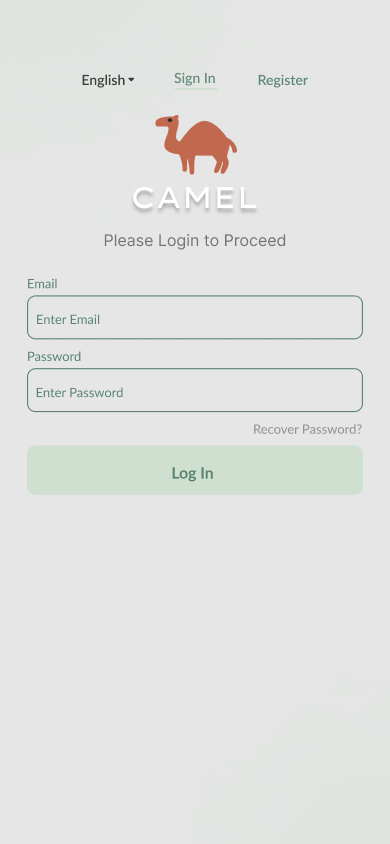 English
Sign In
Register
CAMEL
Please Login to Proceed
Email
Enter Email
Password
Enter Password
Recover Password?
Log In